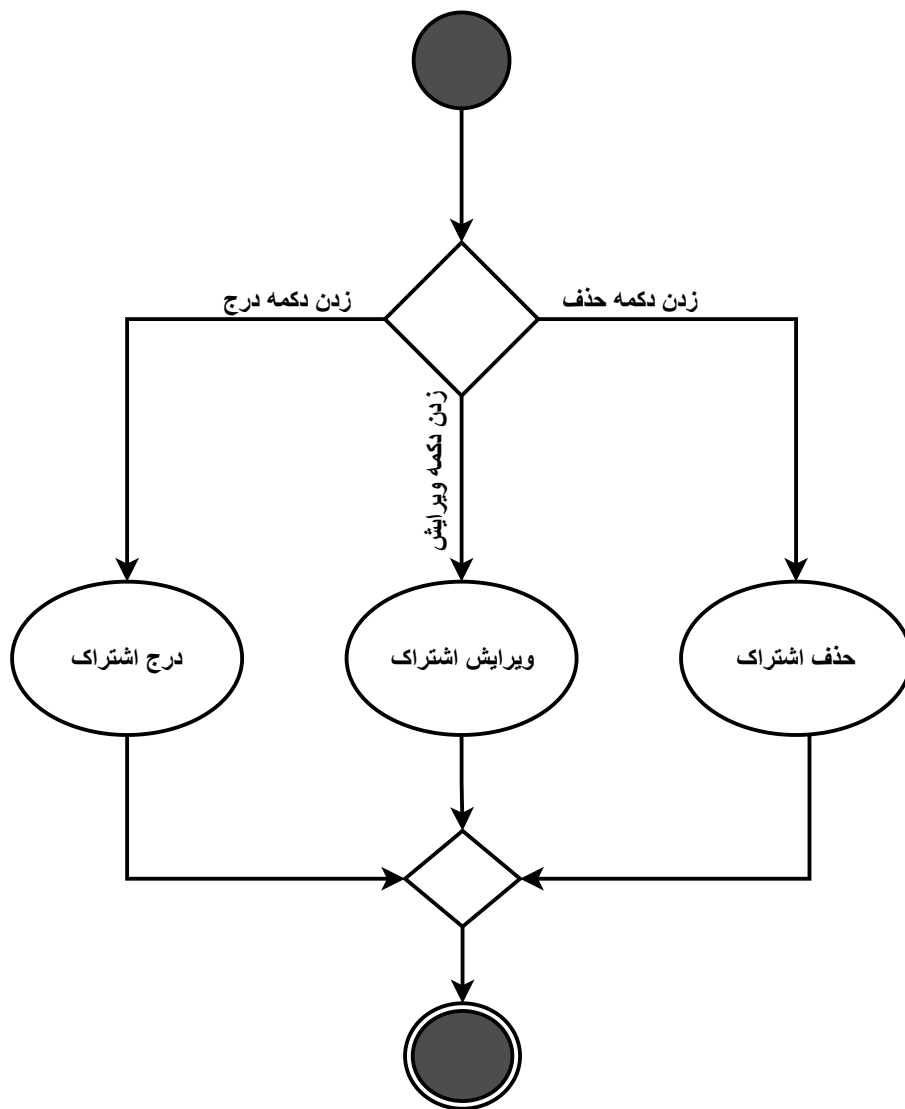 زدن دکمه حذف
زدن دکمه درج
زدن دکمه ویرایش
حذف اشتراک
ویرایش اشتراک
درج اشتراک